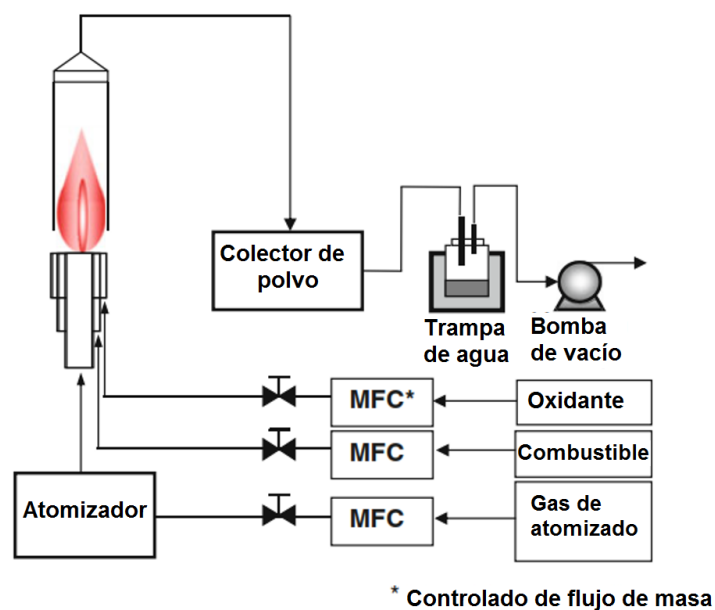 Colector de
polvo
Trampa
de agua
Bomba
de vacío
MFC*
Oxidante
MFC
Combustible
Atomizador
MFC
Gas de
atomizado
* Controlado de flujo de masa